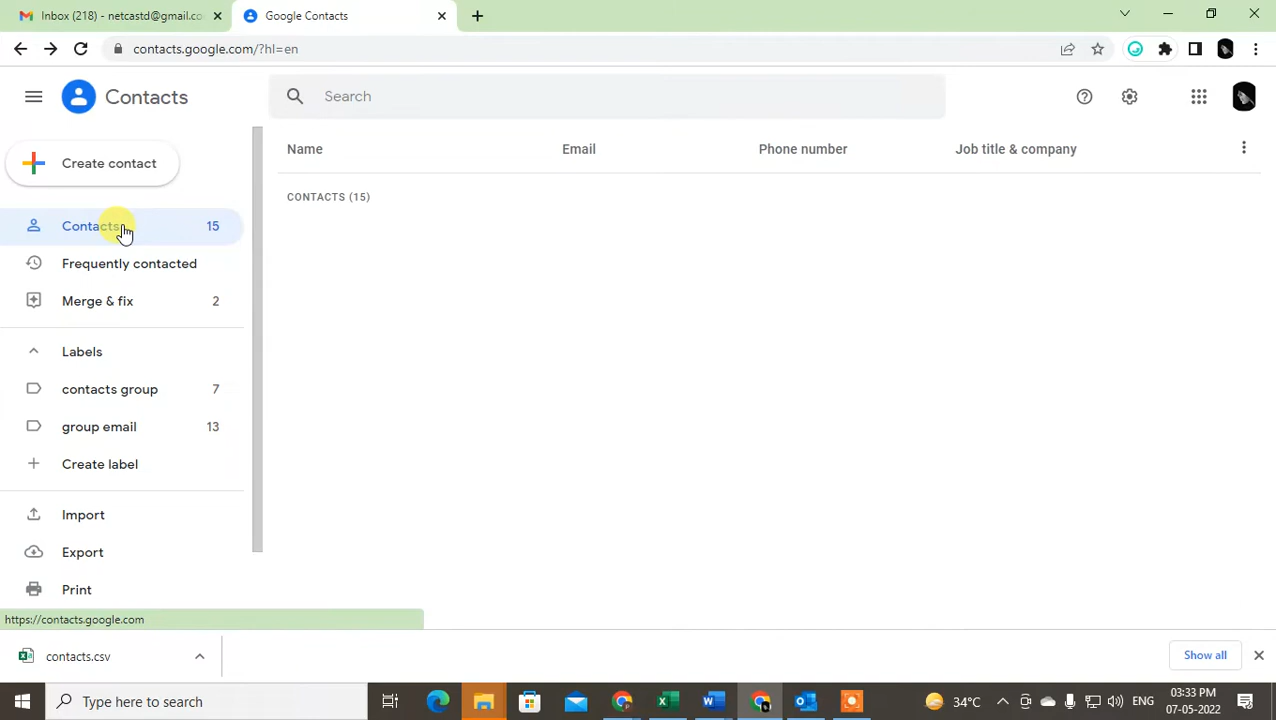 Inbox (218) - netcastd@gmail.co
Google Contacts
contacts.google.com/?hl=en
Contacts
Search
Create contact
Name Email Phone number Job title & company
CONTACTS (15)
Contacts 15
Frequently contacted
Merge & fix 2
Labels
contacts group 7
group email 13
Create label
Import
Export
Print
https://contacts.google.com
contacts.csv
Show all
Type here to search
34°C
ENG
03:33 PM
07-05-2022